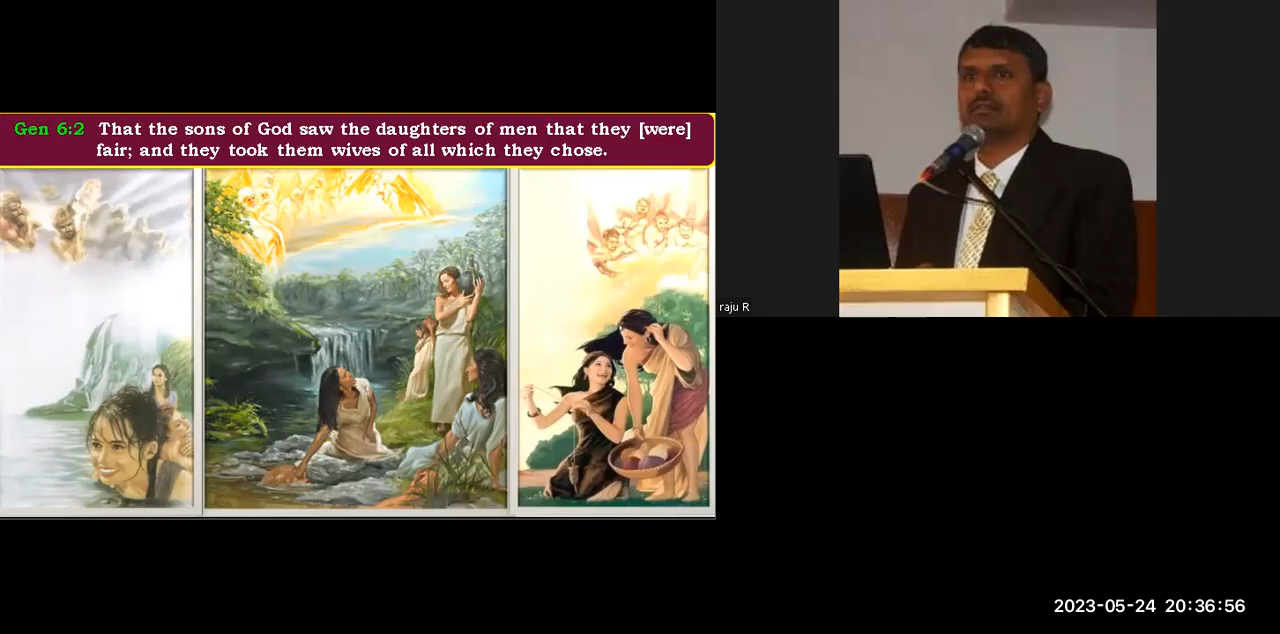 Gen 6:2 That the sons of God saw the daughters of men that they [were]
fair; and they took them wives of all which they chose.
raju R
2023-05-24 20:36:56